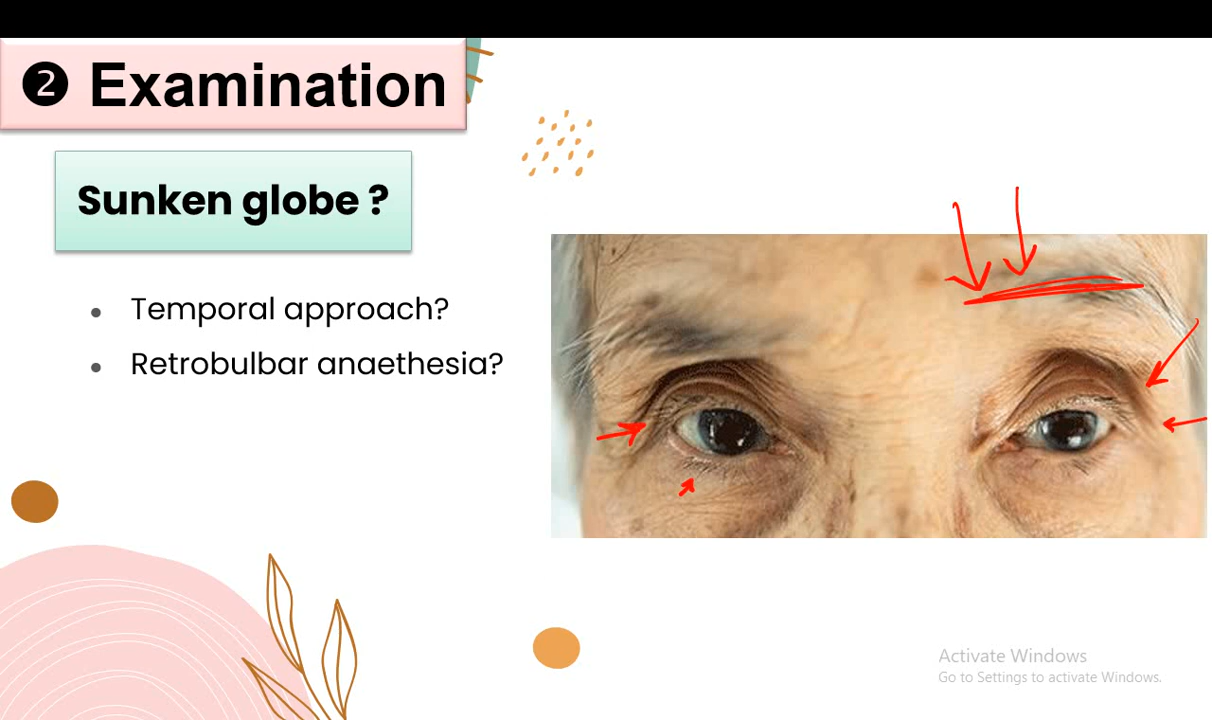 ❷ Examination
Sunken globe ?
• Temporal approach?
• Retrobulbar anaethesia?
Activate Windows
Go to Settings to activate Windows.